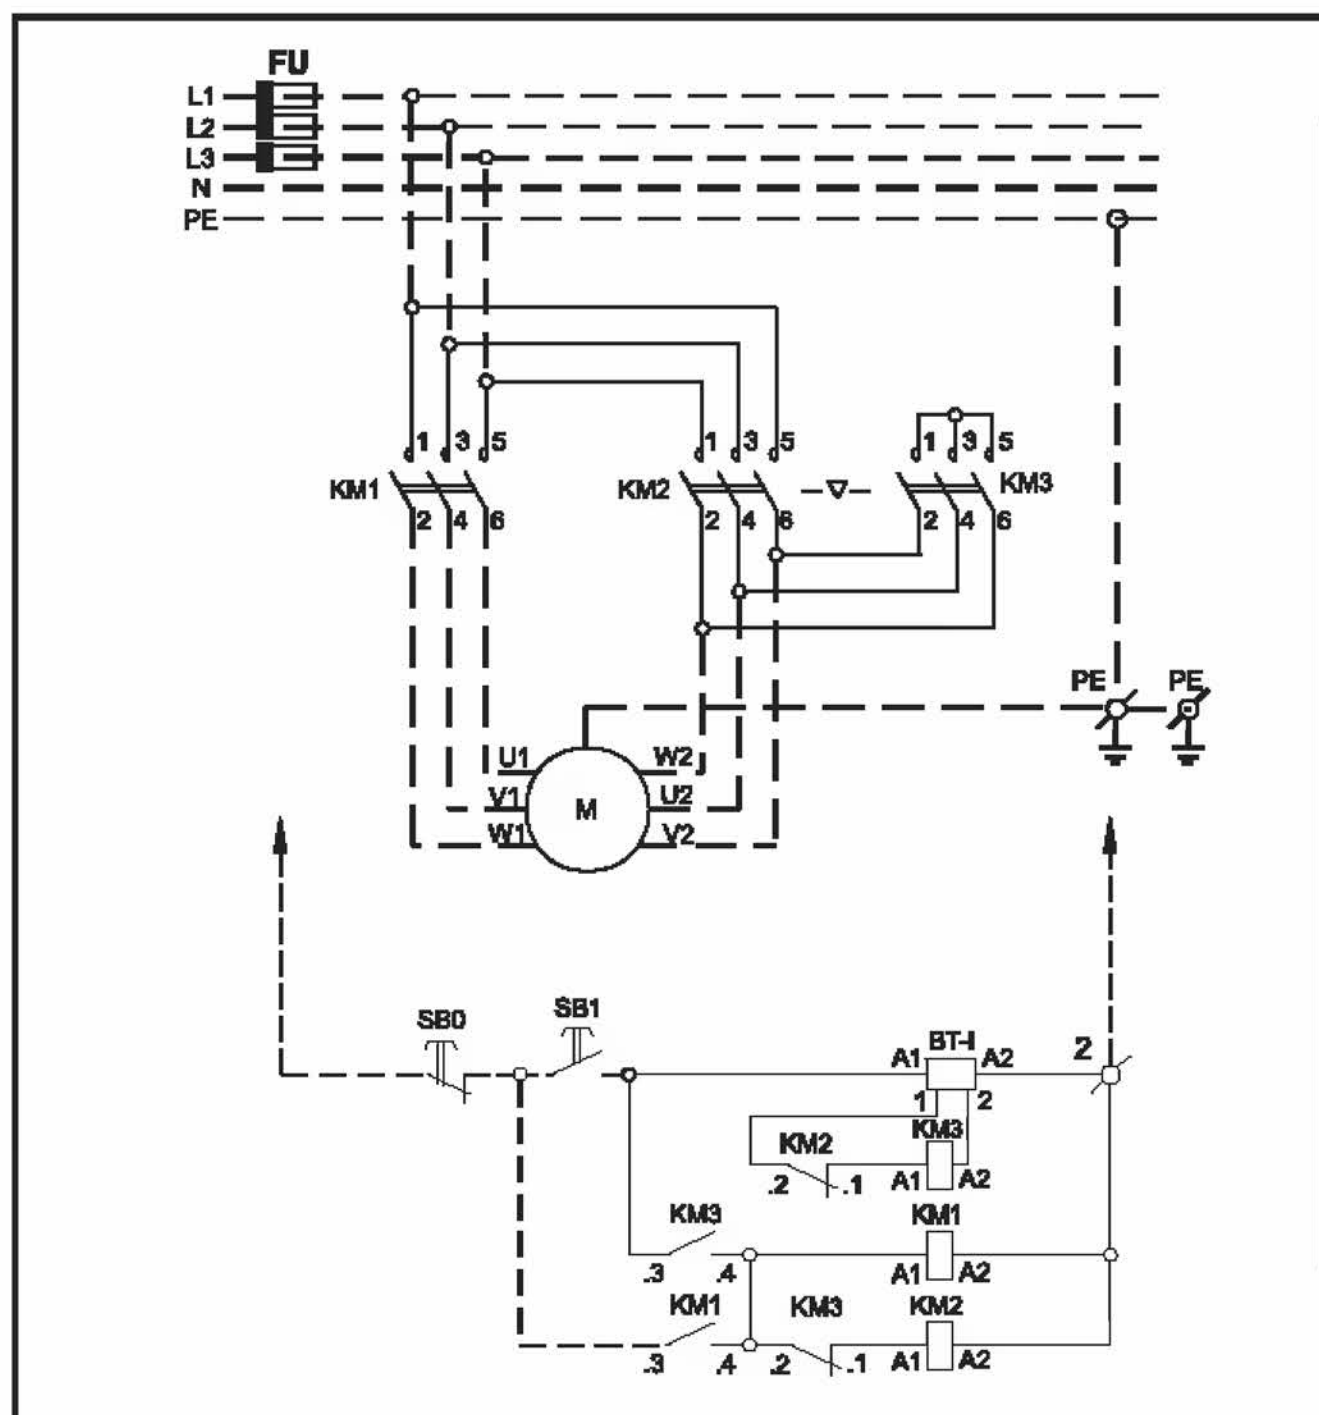 FU
L1
L2
L3
N
PE
1 3 5
1 3 5
1 3 5
KM1
KM2
KM3
2 4 6
2 4 6
2 4 6
PE PE
U1 W2
V1 M U2
W1 V2
SB0
SB1
A1 BT-I A2
2
1 2
KM2
KM3
.2 .1
A1 A2
KM3
KM1
.3 .4
A1 A2
KM1
KM3
KM2
.3 .4
.2 .1
A1 A2